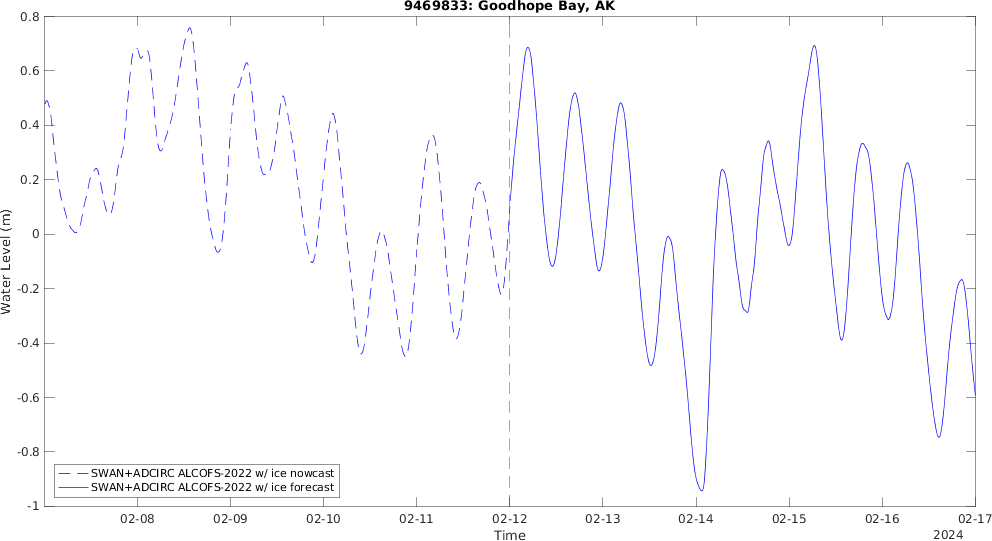 9469833: Goodhope Bay, AK
0.8
0.6
0.4
0.2
0
-0.2
-0.4
-0.6
-0.8
-1
Water Level (m)
SWAN+ADCIRC ALCOFS-2022 w/ ice nowcast
SWAN+ADCIRC ALCOFS-2022 w/ ice forecast
02-08 02-09 02-10 02-11 02-12 02-13 02-14 02-15 02-16 02-17
Time
2024